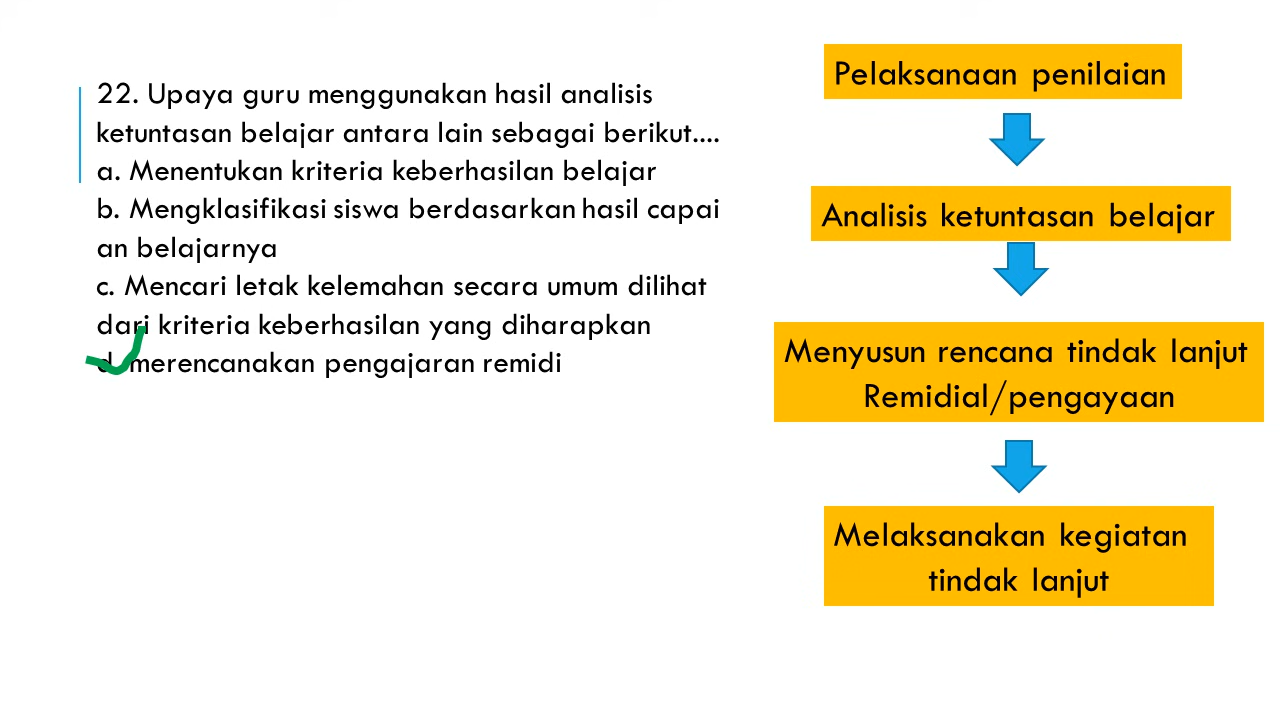 22. Upaya guru menggunakan hasil analisis
ketuntasan belajar antara lain sebagai berikut....
a. Menentukan kriteria keberhasilan belajar
b. Mengklasifikasi siswa berdasarkan hasil capai
an belajarnya
c. Mencari letak kelemahan secara umum dilihat
dari kriteria keberhasilan yang diharapkan
d. merencanakan pengajaran remidi
Pelaksanaan penilaian
Analisis ketuntasan belajar
Menyusun rencana tindak lanjut
Remidial/pengayaan
Melaksanakan kegiatan
tindak lanjut